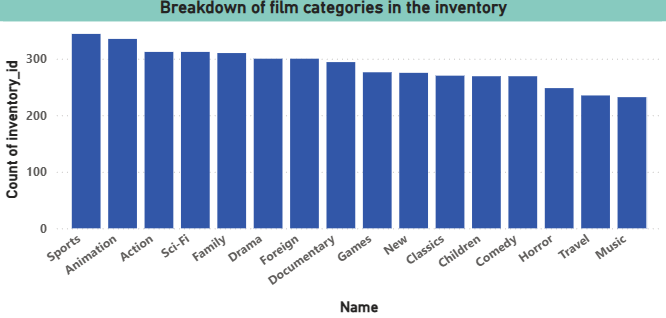 Breakdown of film categories in the inventory
Count of inventory_id
300
200
100
0
Sports
Animation
Action
Sci-Fi
Family
Drama
Foreign
Documentary
Games
New
Classics
Children
Comedy
Horror
Travel
Music
Name